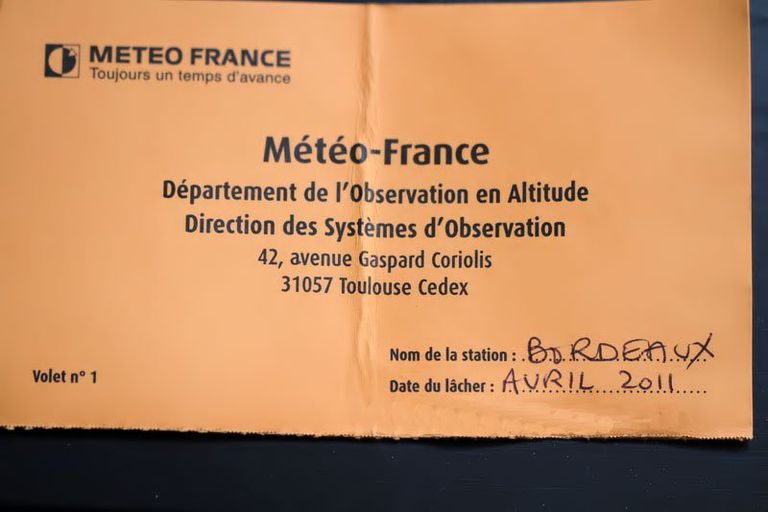 METEO FRANCE
Toujours un temps d'avance
Météo-France
Département de l'Observation en Altitude
Direction des Systèmes d'Observation
42, avenue Gaspard Coriolis
31057 Toulouse Cedex
Nom de la station : BORDEAUX
Volet n° 1
Date du lâcher : AVRIL 2011